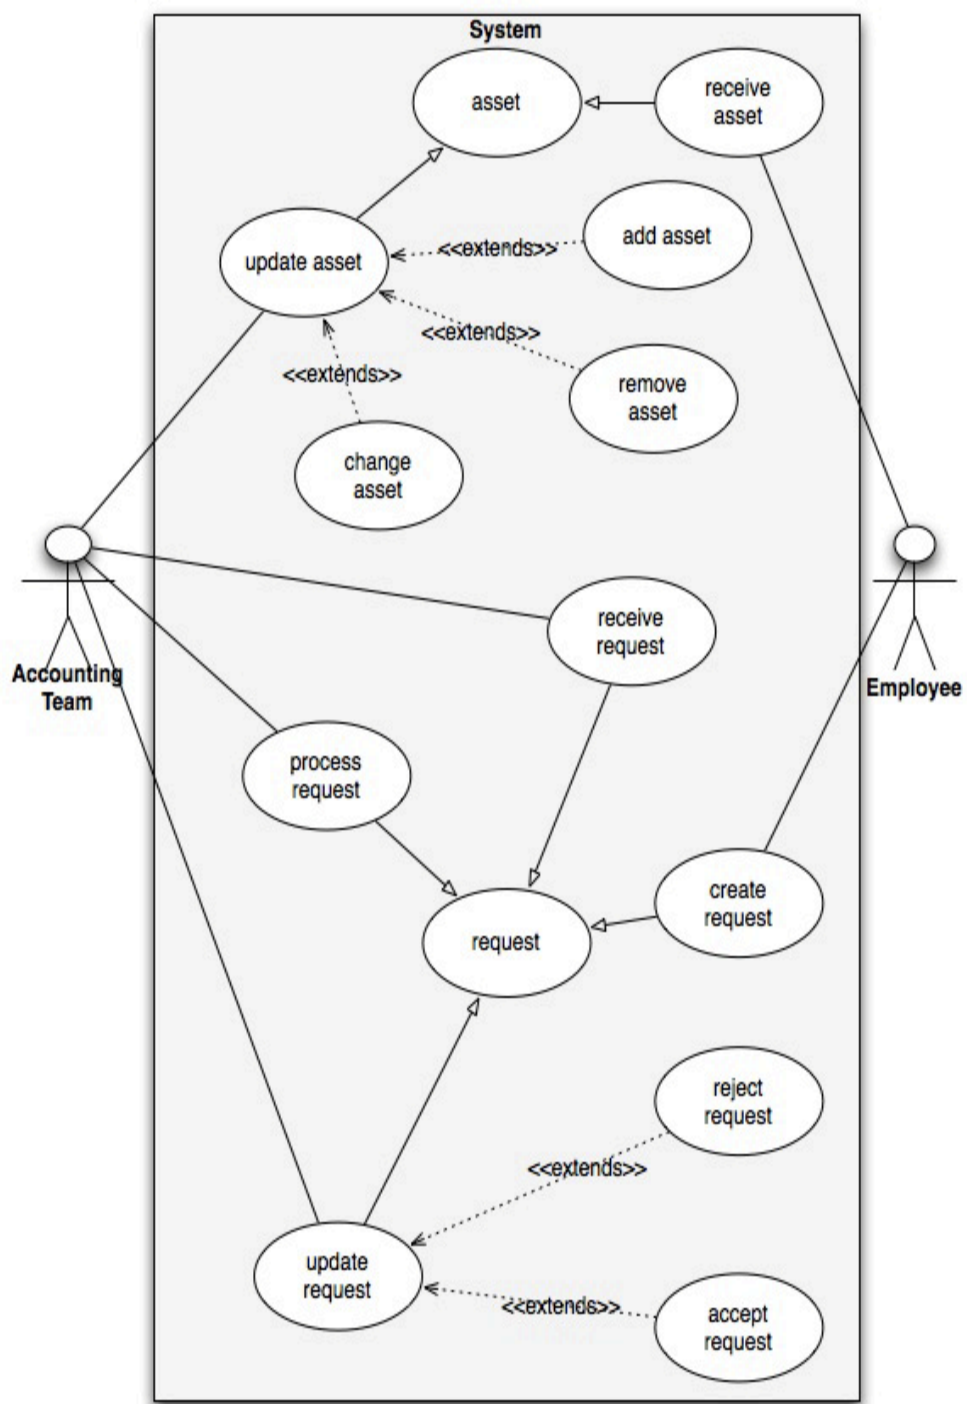 System
asset
receive
asset
add asset
update asset
<<extends>>
<<extends>>
<<extends>>
remove
asset
change
asset
receive
request
Accounting
Team
Employee
process
request
create
request
request
reject
request
<<extends>>
update
request
<<extends>>
accept
request